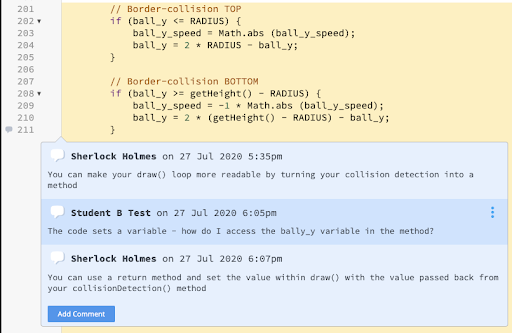 201 // Border-collision TOP
202 if (ball_y <= RADIUS) {
203 ball_y_speed = Math.abs (ball_y_speed);
204 ball_y = 2 * RADIUS - ball_y;
205 }
206
207 // Border-collision BOTTOM
208 if (ball_y >= getHeight() - RADIUS) {
209 ball_y_speed = -1 * Math.abs (ball_y_speed);
210 ball_y = 2 * (getHeight() - RADIUS) - ball_y;
211 }
Sherlock Holmes on 27 Jul 2020 5:35pm
You can make your draw() loop more readable by turning your collision detection into a
method
Student B Test on 27 Jul 2020 6:05pm
The code sets a variable - how do I access the bally_y variable in the method?
Sherlock Holmes on 27 Jul 2020 6:07pm
You can use a return method and set the value within draw() with the value passed back from
your collisionDetection() method
Add Comment